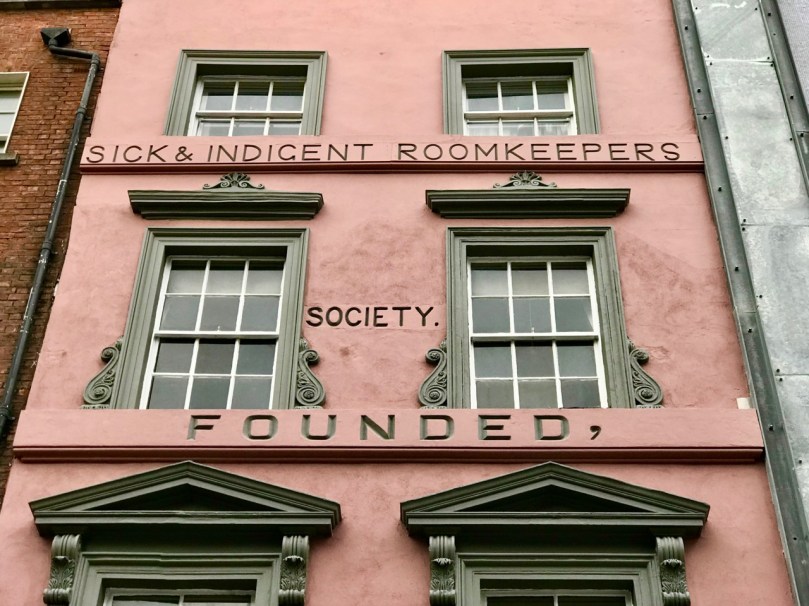 SICK & INDIGENT ROOMKEEPERS
SOCIETY.
FOUNDED,